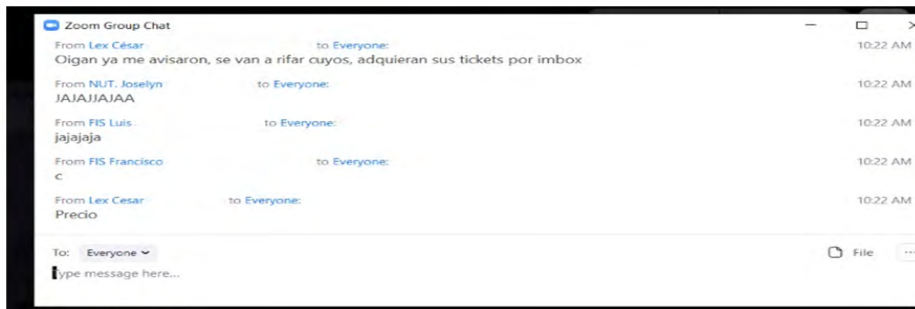 Zoom Group Chat
From Lex César to Everyone: 10:22 AM
Oigan ya me avisaron, se van a rifar cuyos, adquieran sus tickets por imbox
From NUT. Joselyn to Everyone: 10:22 AM
JAJAJJAJAA
From FIS Luis to Everyone: 10:22 AM
jajajaja
From FIS Francisco to Everyone: 10:22 AM
c
From Lex Cesar to Everyone: 10:22 AM
Precio
To: Everyone File
Type message here...